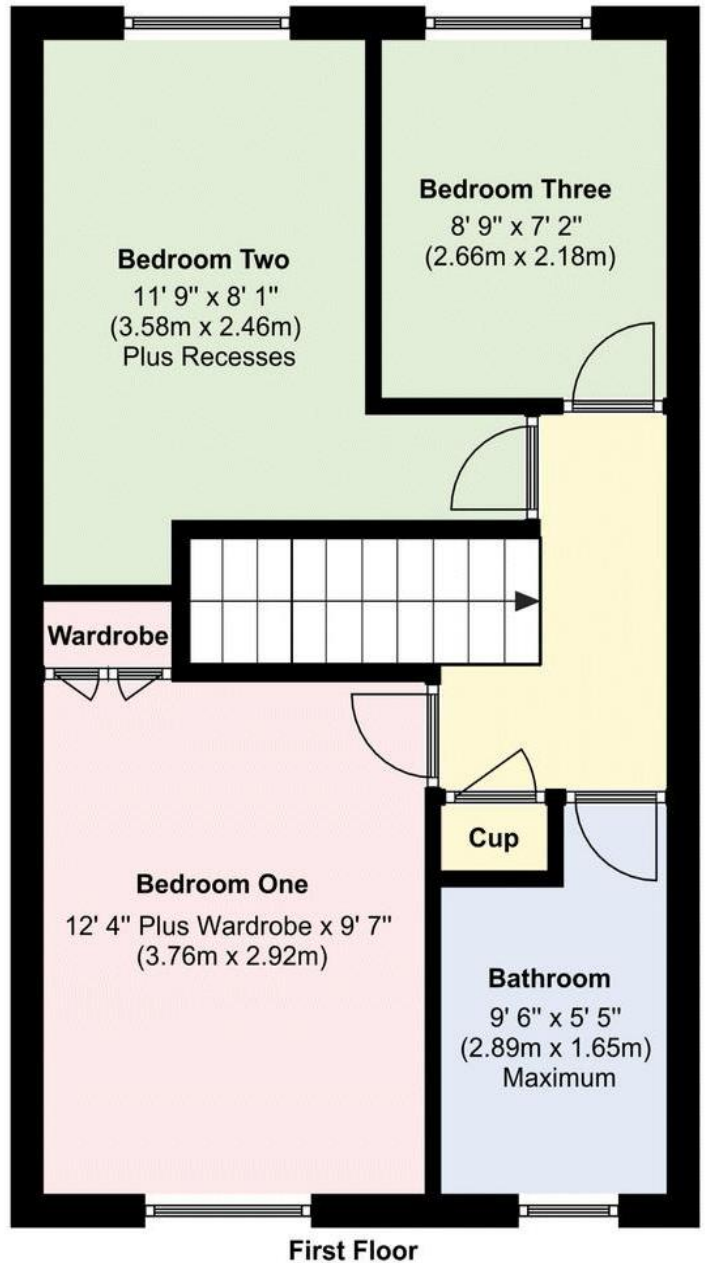 Bedroom Three
8' 9" x 7' 2"
(2.66m x 2.18m)
Bedroom Two
11' 9" x 8' 1"
(3.58m x 2.46m)
Plus Recesses
Wardrobe
Cup
Bedroom One
12' 4" Plus Wardrobe x 9' 7"
(3.76m x 2.92m)
Bathroom
9' 6" x 5' 5"
(2.89m x 1.65m)
Maximum
First Floor